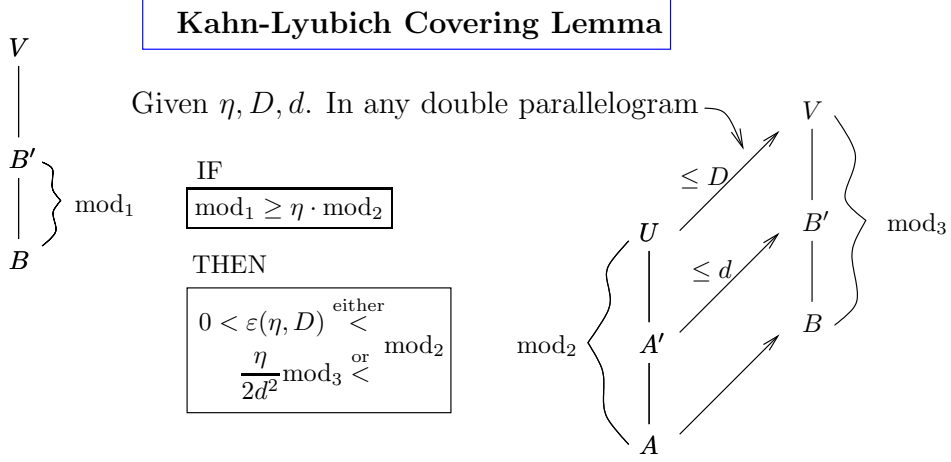 Kahn-Lyubich Covering Lemma
V
B′
mod₁
B
Given η, D, d. In any double parallelogram
IF
mod₁ ≥ η · mod₂
THEN
0 < ε(η, D) either <
mod₂
η/2d² mod₃ or <
V
≤ D
B′
mod₃
U
≤ d
B
mod₂
A′
A